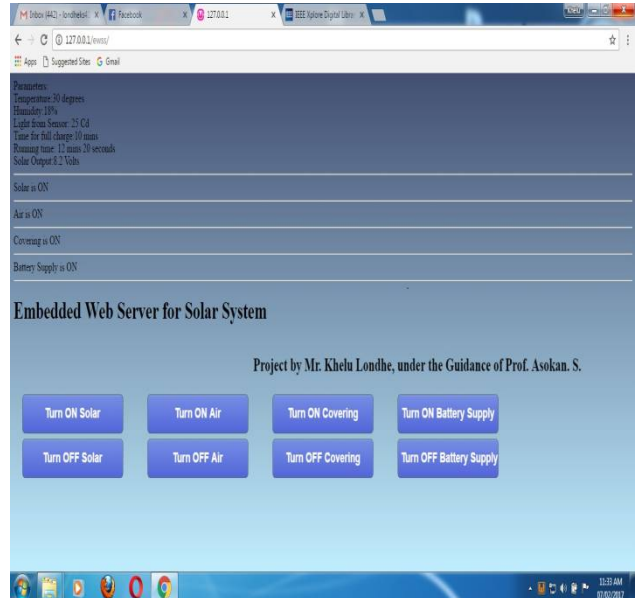 Inbox (442) - londheks4
Facebook
127.0.0.1
IEEE Xplore Digital Libra
Khelu
127.0.0.1/ewss/
Apps Suggested Sites Gmail
Parameters:
Temperature:30 degrees
Humidity:18%
Light from Sensor: 25 Cd
Time for full charge:10 mins
Running time: 12 mins 20 seconds
Solar Output:8.2 Volts
Solar is ON
Air is ON
Covering is ON
Battery Supply is ON
Embedded Web Server for Solar System
Project by Mr. Khelu Londhe, under the Guidance of Prof. Asokan. S.
Turn ON Solar Turn ON Air Turn ON Covering Turn ON Battery Supply
Turn OFF Solar Turn OFF Air Turn OFF Covering Turn OFF Battery Supply
11:33 AM
07/02/2017